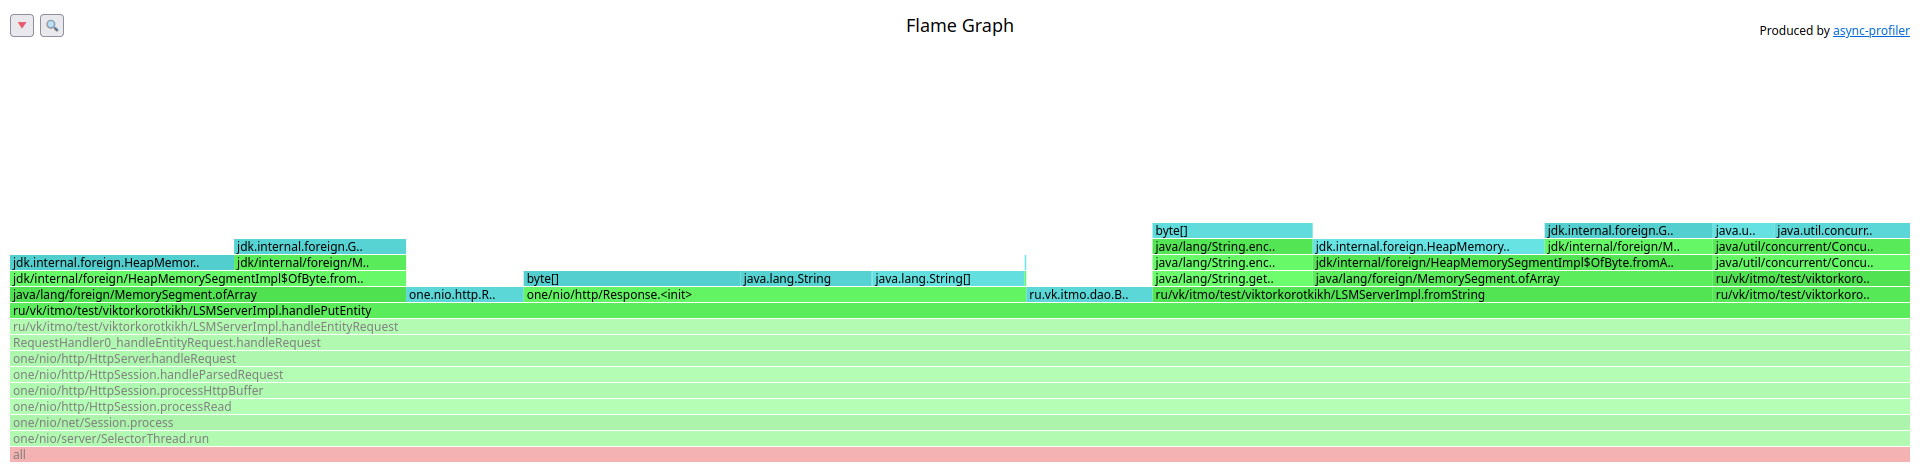 Flame Graph
Produced by async-profiler
byte[] jdk.internal.foreign.G.. java.u.. java.util.concurr..
jdk.internal.foreign.G.. java/lang/String.enc.. jdk.internal.foreign.HeapMemory.. jdk/internal/foreign/M.. java/util/concurrent/Concu..
jdk.internal.foreign.HeapMemor.. jdk/internal/foreign/M.. java/lang/String.enc.. jdk/internal/foreign/HeapMemorySegmentImpl$OfByte.fromA.. java/util/concurrent/Concu..
jdk/internal/foreign/HeapMemorySegmentImpl$OfByte.from.. byte[] java.lang.String java.lang.String[] java/lang/String.get.. java/lang/foreign/MemorySegment.ofArray ru/vk/itmo/test/viktorkoro..
java/lang/foreign/MemorySegment.ofArray one.nio.http.R.. one/nio/http/Response.<init> ru.vk.itmo.dao.B.. ru/vk/itmo/test/viktorkorotkikh/LSMServerImpl.fromString ru/vk/itmo/test/viktorkoro..
ru/vk/itmo/test/viktorkorotkikh/LSMServerImpl.handlePutEntity
ru/vk/itmo/test/viktorkorotkikh/LSMServerImpl.handleEntityRequest
RequestHandler0_handleEntityRequest.handleRequest
one/nio/http/HttpServer.handleRequest
one/nio/http/HttpSession.handleParsedRequest
one/nio/http/HttpSession.processHttpBuffer
one/nio/http/HttpSession.processRead
one/nio/net/Session.process
one/nio/server/SelectorThread.run
all